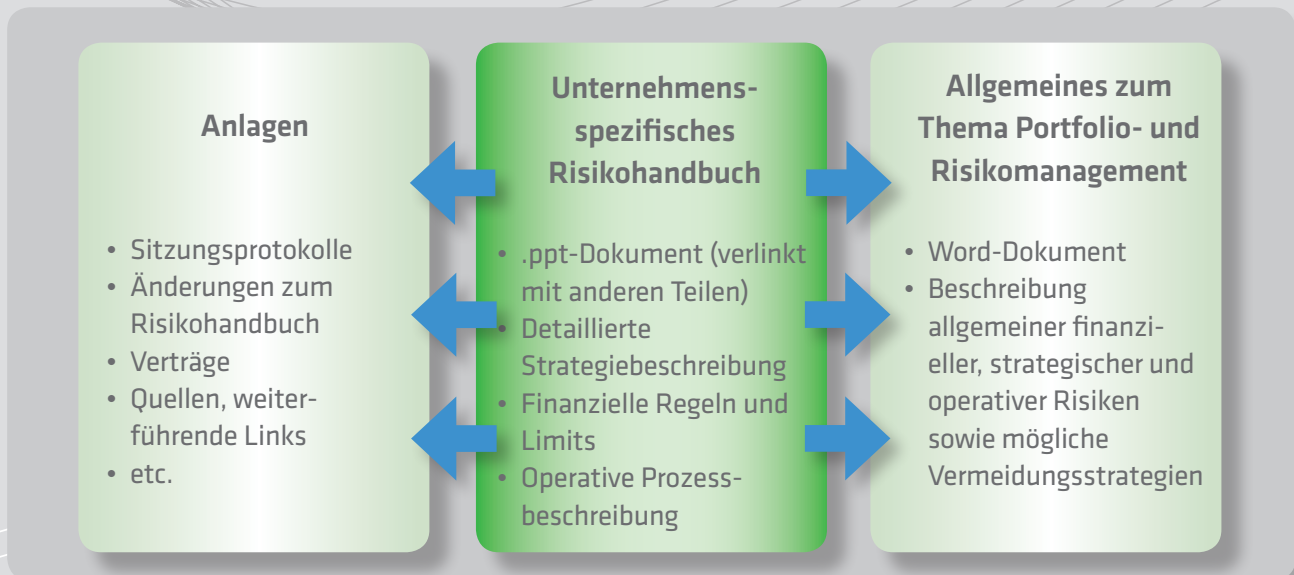 Anlagen
• Sitzungsprotokolle
• Änderungen zum
Risikohandbuch
• Verträge
• Quellen, weiter-
führende Links
• etc.
Unternehmens-
spezifisches
Risikohandbuch
• .ppt-Dokument (verlinkt
mit anderen Teilen)
• Detaillierte
Strategiebeschreibung
• Finanzielle Regeln und
Limits
• Operative Prozess-
beschreibung
Allgemeines zum
Thema Portfolio- und
Risikomanagement
• Word-Dokument
• Beschreibung
allgemeiner finanzi-
eller, strategischer und
operativer Risiken
sowie mögliche
Vermeidungsstrategien